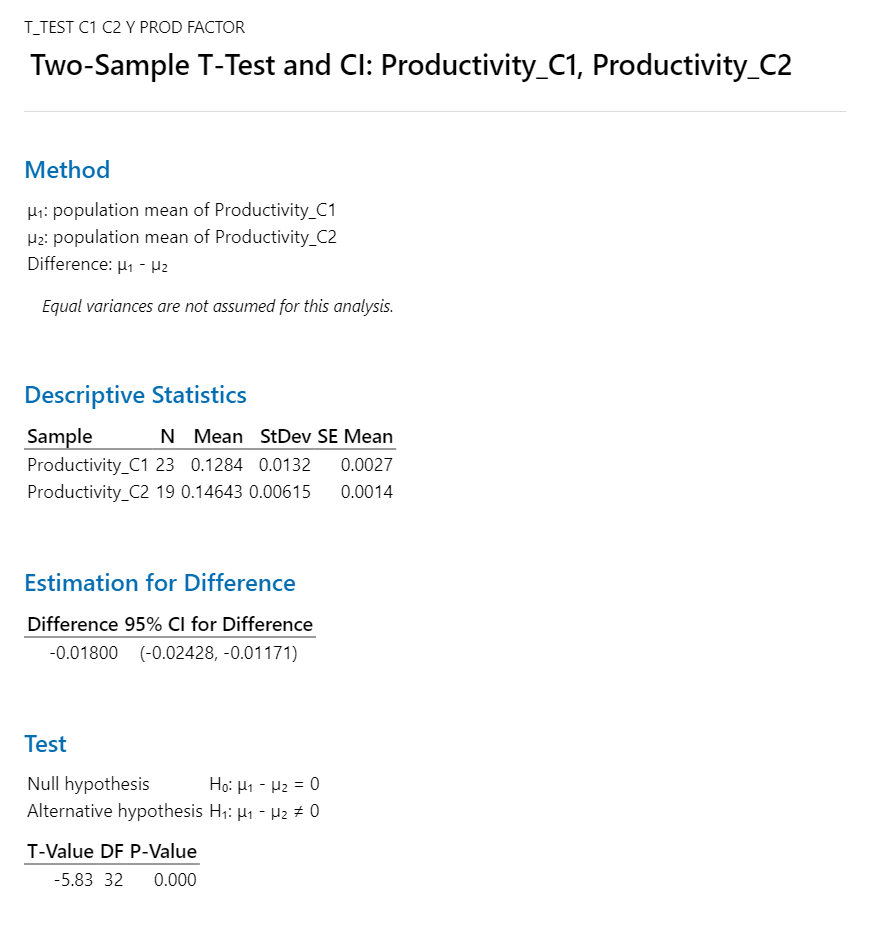 T_TEST C1 C2 Y PROD FACTOR
Two-Sample T-Test and CI: Productivity_C1, Productivity_C2
Method
μ₁: population mean of Productivity_C1
μ₂: population mean of Productivity_C2
Difference: μ₁ - μ₂
Equal variances are not assumed for this analysis.
Descriptive Statistics
Sample N Mean StDev SE Mean
Productivity_C1 23 0.1284 0.0132 0.0027
Productivity_C2 19 0.14643 0.00615 0.0014
Estimation for Difference
Difference 95% CI for Difference
-0.01800 (-0.02428, -0.01171)
Test
Null hypothesis H₀: μ₁ - μ₂ = 0
Alternative hypothesis H₁: μ₁ - μ₂ ≠ 0
T-Value DF P-Value
-5.83 32 0.000